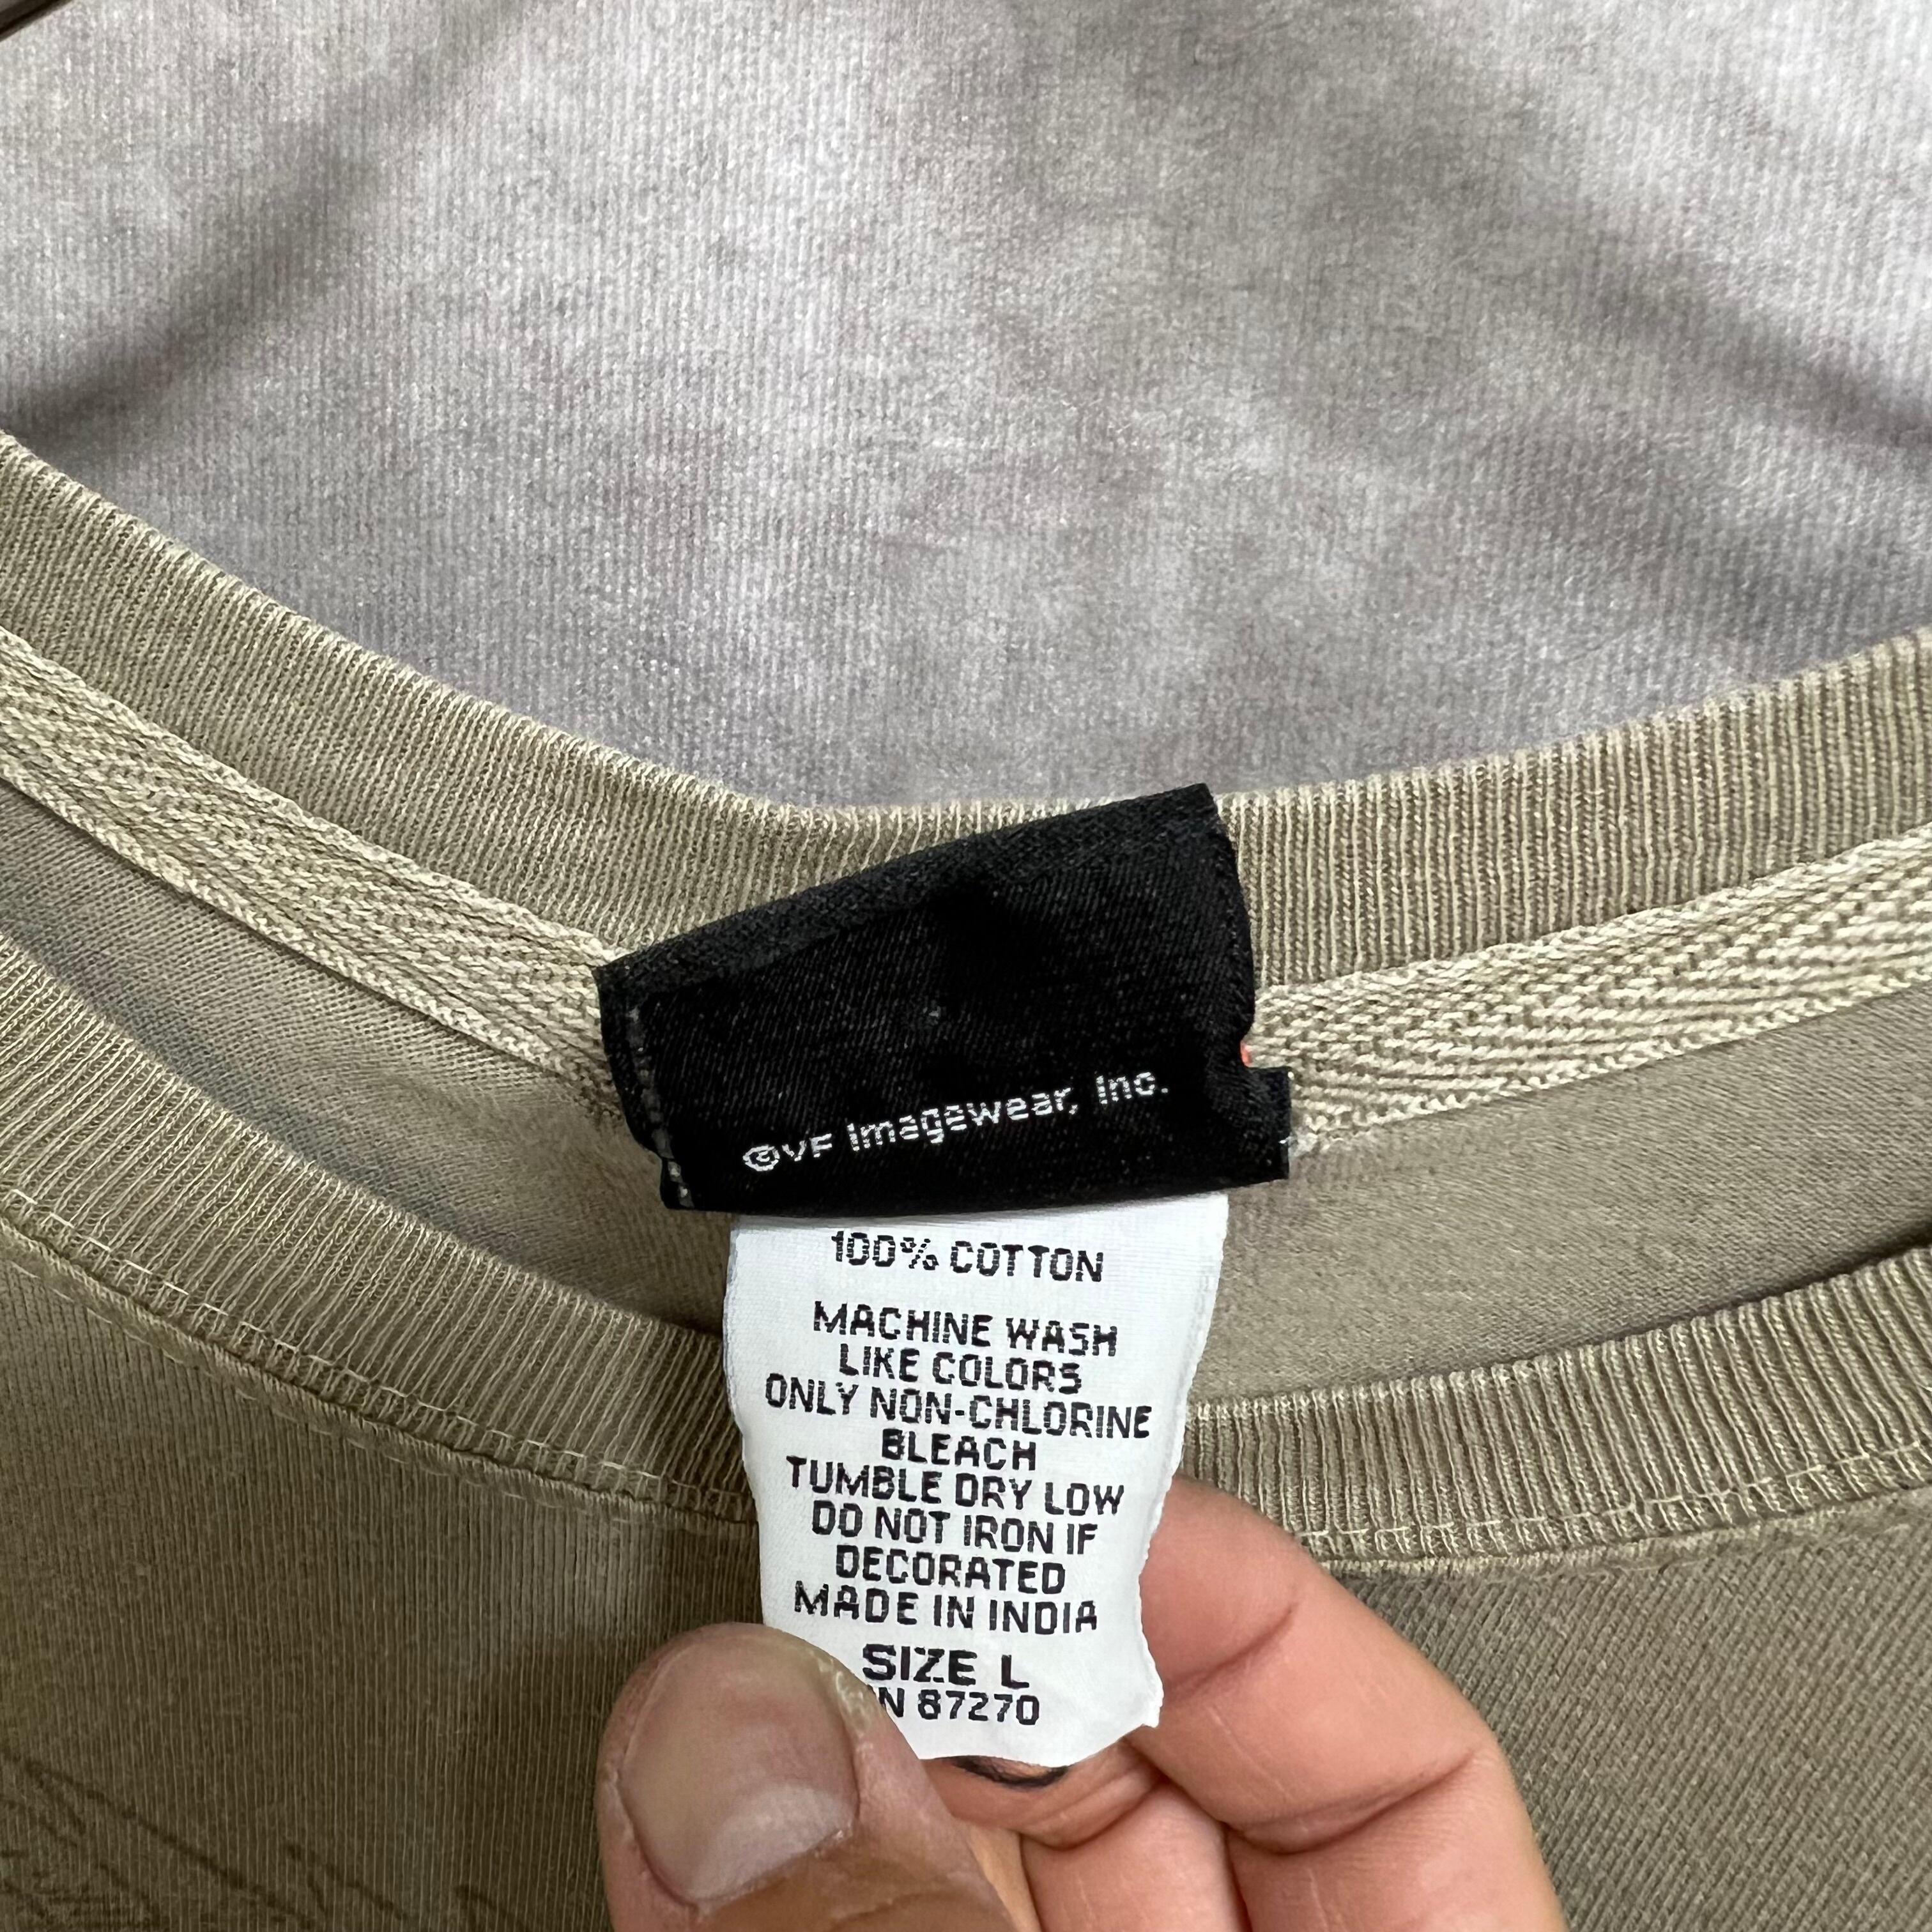 ©VF Imagewear, Inc.
100% COTTON
MACHINE WASH
LIKE COLORS
ONLY NON-CHLORINE
BLEACH
TUMBLE DRY LOW
DO NOT IRON IF
DECORATED
MADE IN INDIA
SIZE L
87270